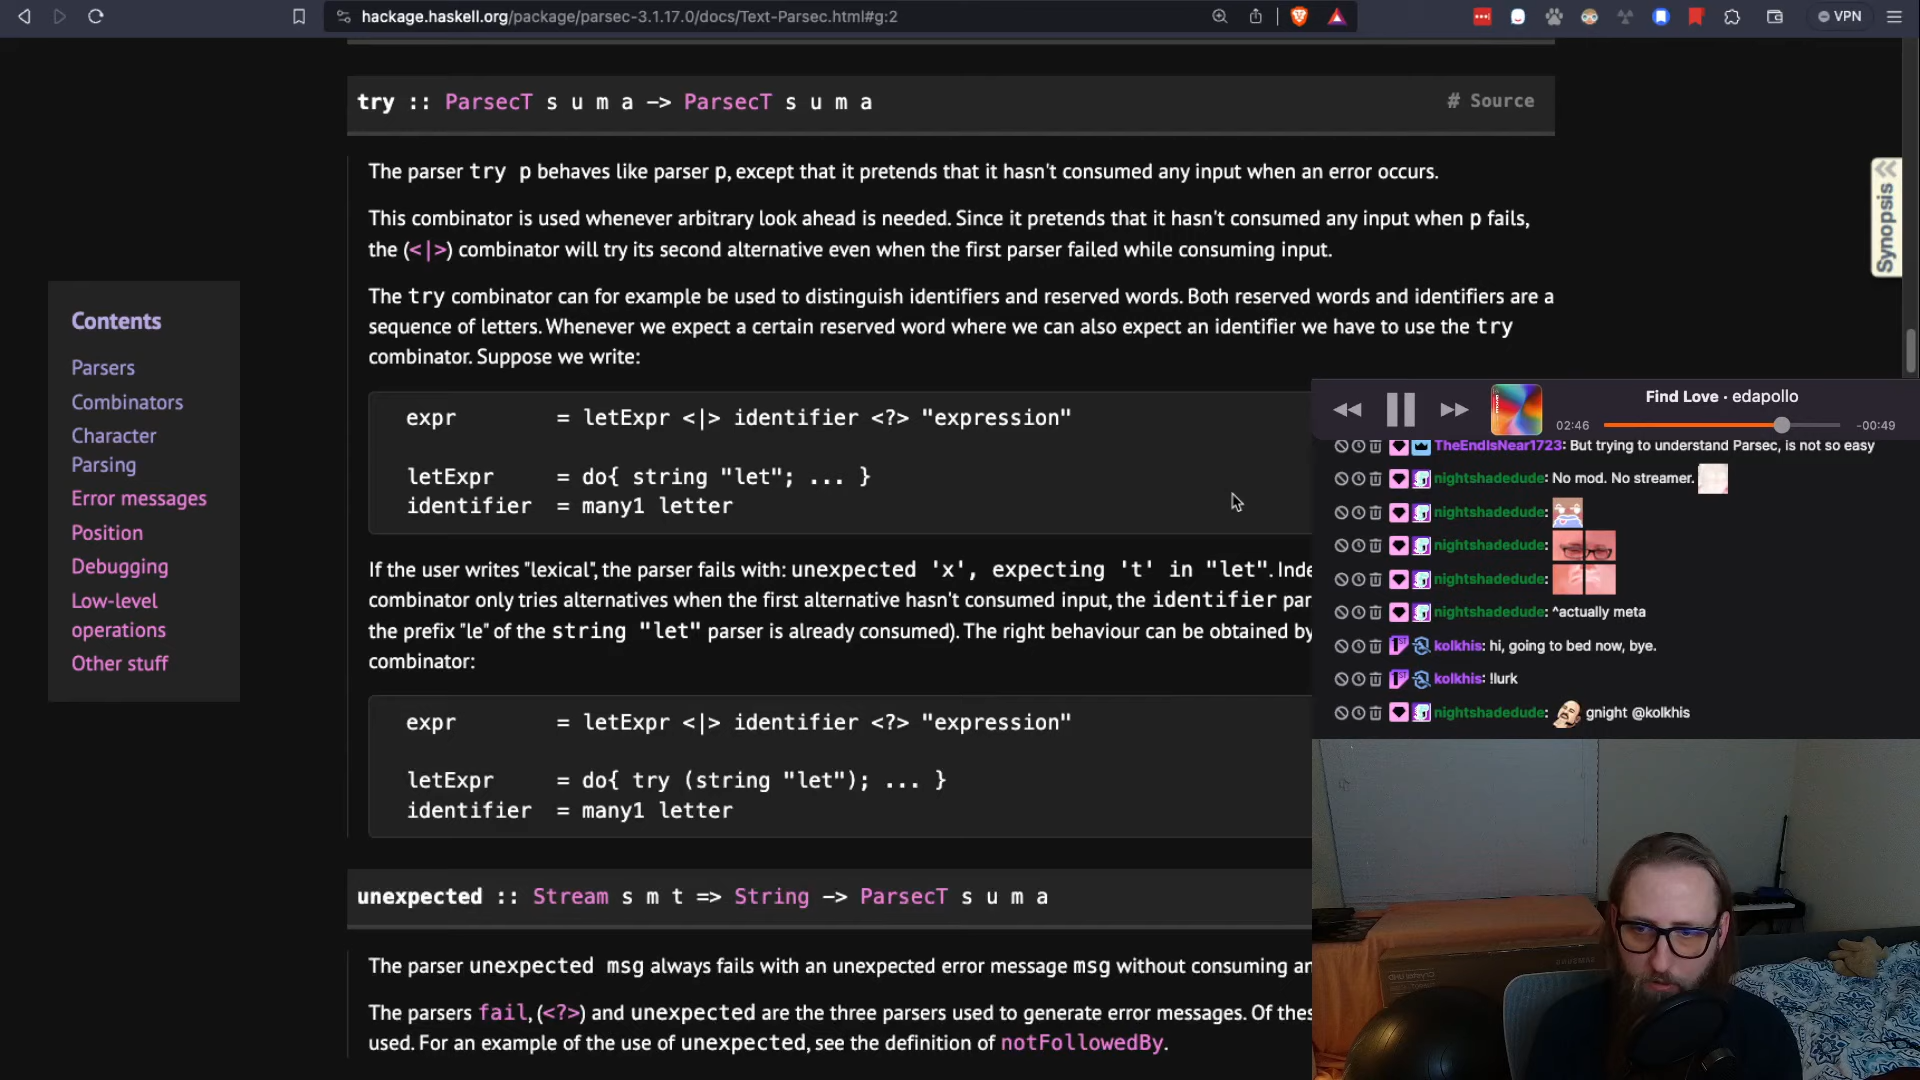 hackage.haskell.org/package/parsec-3.1.17.0/docs/Text-Parsec.html#g:2
VPN
try :: ParsecT s u m a -> ParsecT s u m a
# Source
The parser try p behaves like parser p, except that it pretends that it hasn't consumed any input when an error occurs.
This combinator is used whenever arbitrary look ahead is needed. Since it pretends that it hasn't consumed any input when p fails,
the (<|>) combinator will try its second alternative even when the first parser failed while consuming input.
The try combinator can for example be used to distinguish identifiers and reserved words. Both reserved words and identifiers are a
sequence of letters. Whenever we expect a certain reserved word where we can also expect an identifier we have to use the try
combinator. Suppose we write:
expr = letExpr <|> identifier <?> "expression"
letExpr = do{ string "let"; ... }
identifier = many1 letter
If the user writes "lexical", the parser fails with: unexpected 'x', expecting 't' in "let". Inde
combinator only tries alternatives when the first alternative hasn't consumed input, the identifier par
the prefix "le" of the string "let" parser is already consumed). The right behaviour can be obtained by
combinator:
expr = letExpr <|> identifier <?> "expression"
letExpr = do{ try (string "let"); ... }
identifier = many1 letter
unexpected :: Stream s m t => String -> ParsecT s u m a
The parser unexpected msg always fails with an unexpected error message msg without consuming an
The parsers fail, (<?>) and unexpected are the three parsers used to generate error messages. Of thes
used. For an example of the use of unexpected, see the definition of notFollowedBy.
Contents
Parsers
Combinators
Character
Parsing
Error messages
Position
Debugging
Low-level
operations
Other stuff
Synopsis
Find Love · edapollo
02:46
-00:49
TheEndIsNear1723: But trying to understand Parsec, is not so easy
nightshadedude: No mod. No streamer.
nightshadedude:
nightshadedude:
nightshadedude:
nightshadedude: ^actually meta
kolkhis: hi, going to bed now, bye.
kolkhis: !lurk
nightshadedude: gnight @kolkhis